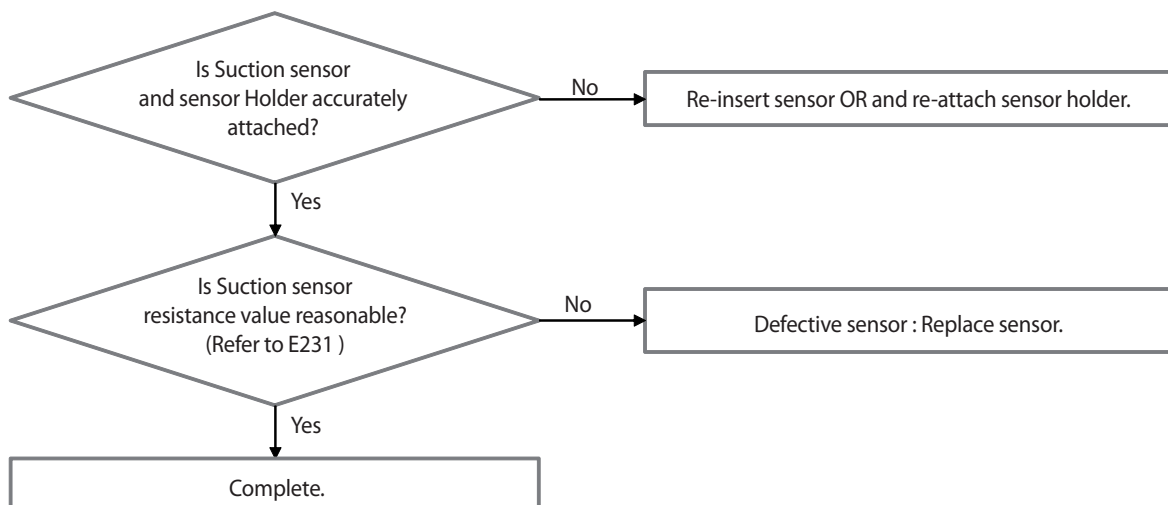 Is Suction sensor
and sensor Holder accurately
attached?
No
Re-insert sensor OR and re-attach sensor holder.
Yes
Is Suction sensor
resistance value reasonable?
(Refer to E231 )
No
Defective sensor : Replace sensor.
Yes
Complete.